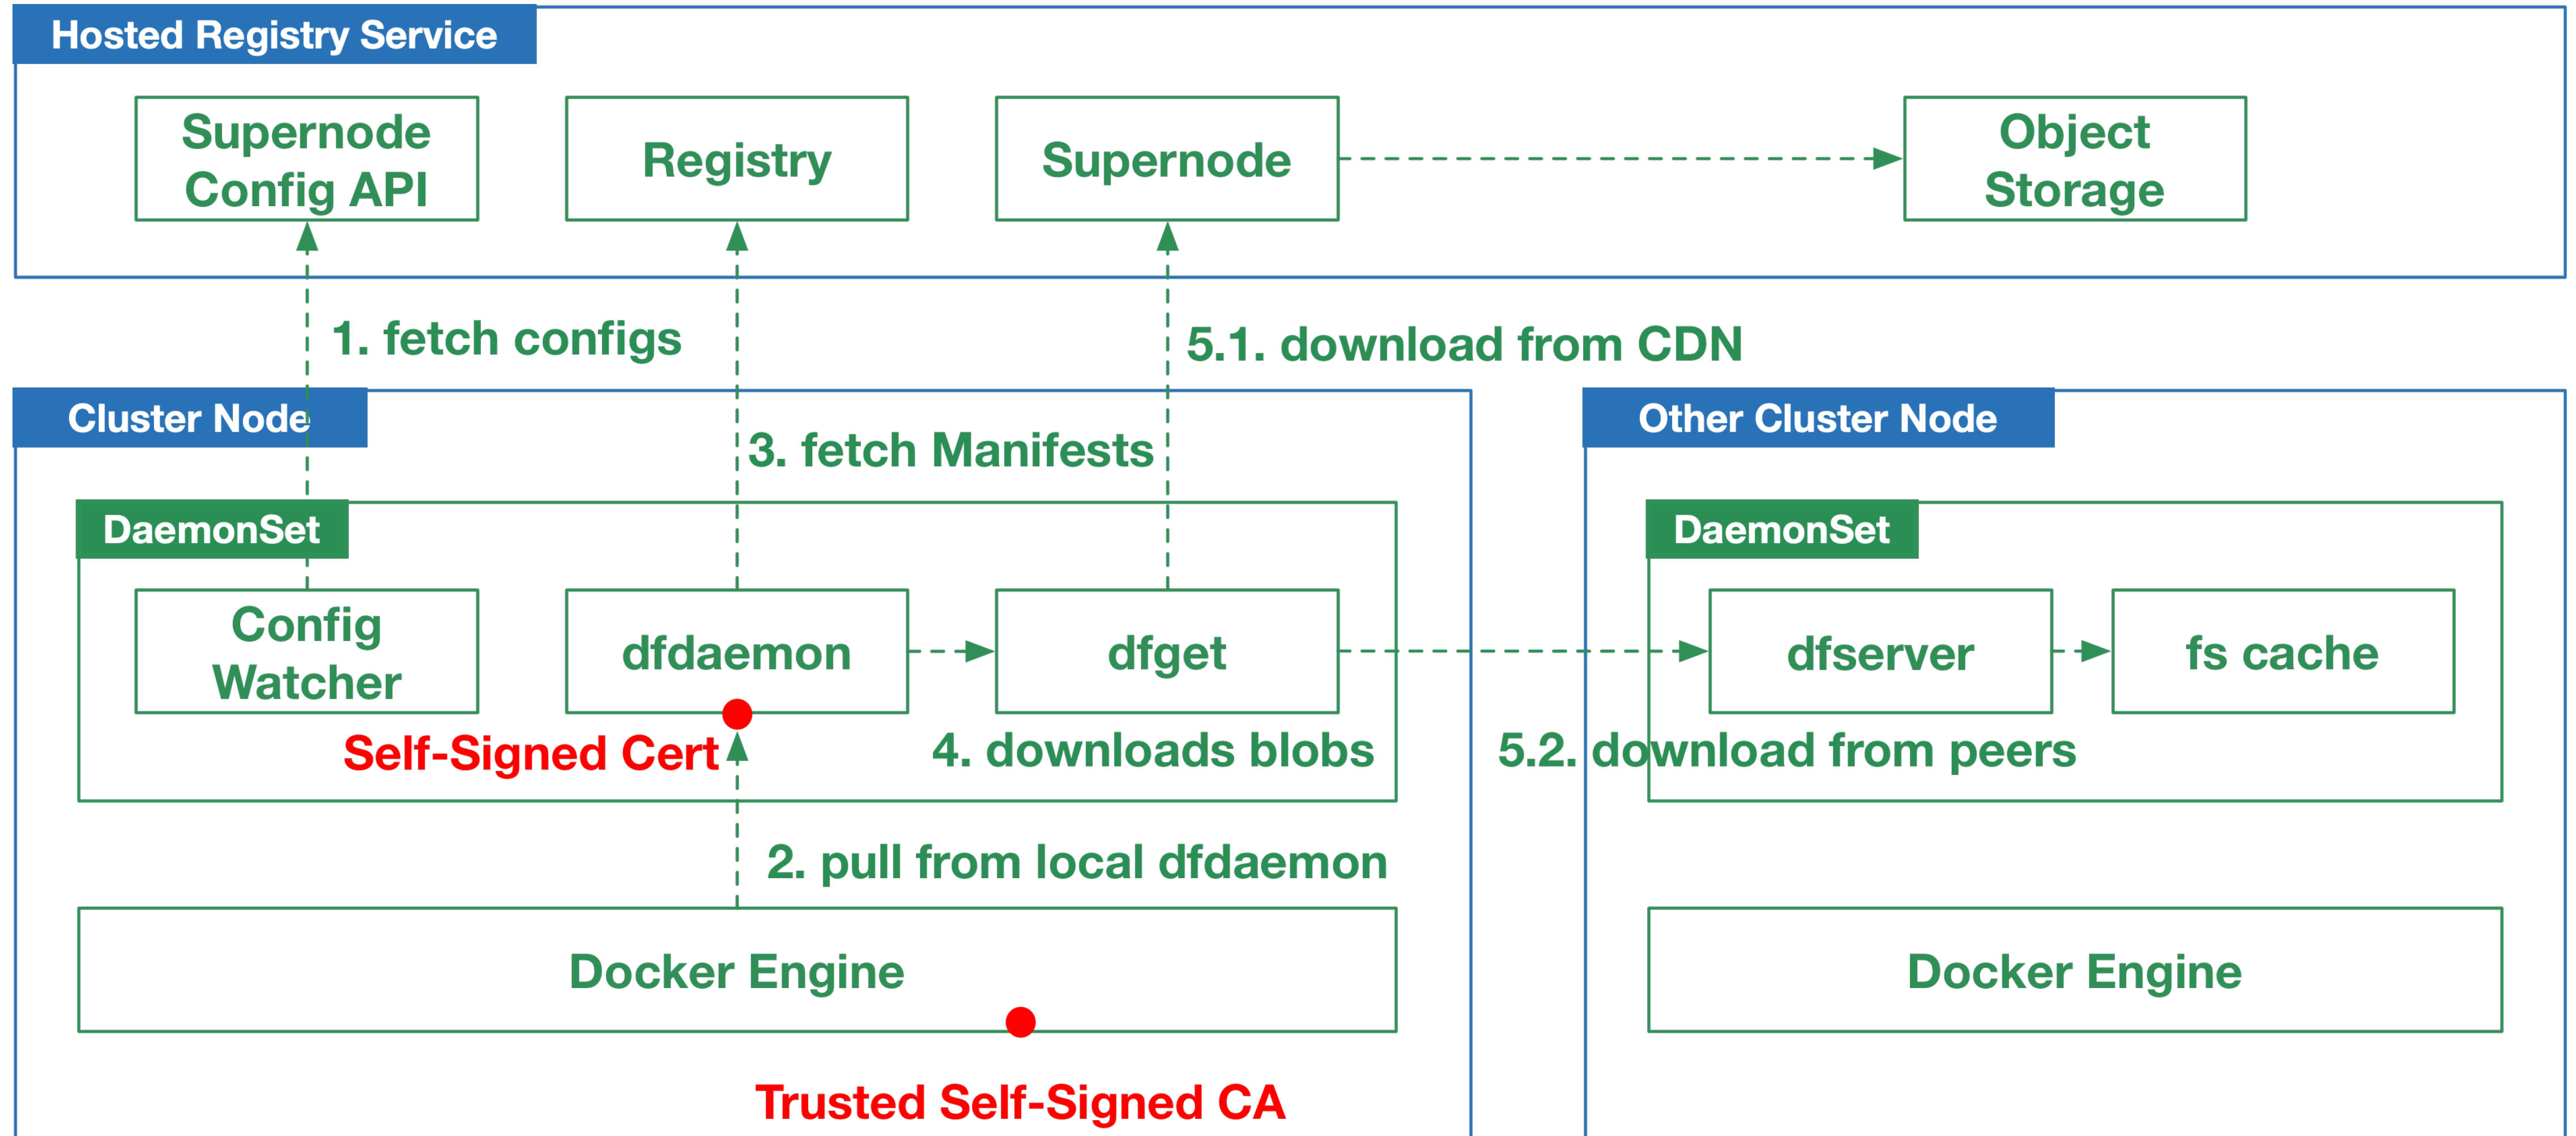 Hosted Registry Service
Supernode
Config API
Registry
Supernode
Object
Storage
1. fetch configs
5.1. download from CDN
Cluster Node
Other Cluster Node
3. fetch Manifests
DaemonSet
DaemonSet
Config
Watcher
dfdaemon
dfget
dfserver
fs cache
Self-Signed Cert
4. downloads blobs
5.2. download from peers
2. pull from local dfdaemon
Docker Engine
Docker Engine
Trusted Self-Signed CA